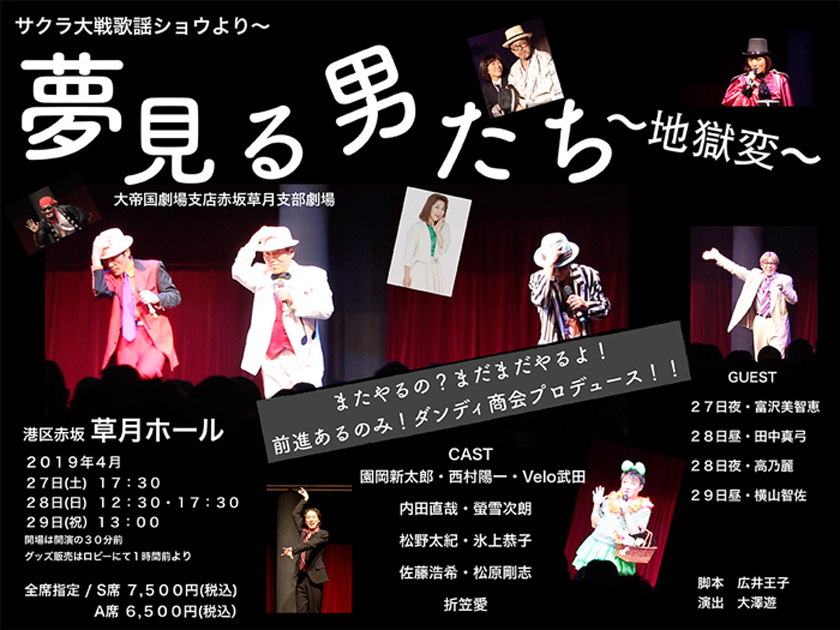 サクラ大戦歌謡ショウより～
夢見る男たち
～地獄変～
大帝国劇場支店赤坂草月支部劇場
またやるの？まだまだやるよ！
前進あるのみ！ダンディ商会プロデュース！！
港区赤坂 草月ホール
２０１９年４月
27日(土) １７：３０
28日(日) １２：３０・１７：３０
29日(祝) １３：００
開場は開演の３０分前
グッズ販売はロビーにて１時間前より
全席指定 / S席 7,500円(税込)
A席 6,500円(税込)
CAST
園岡新太郎・西村陽一・Velo武田
内田直哉・螢雪次朗
松野太紀・氷上恭子
佐藤浩希・松原剛志
折笠愛
GUEST
２７日夜・富沢美智恵
２８日昼・田中真弓
２８日夜・高乃麗
２９日昼・横山智佐
脚本　広井王子
演出　大澤遊